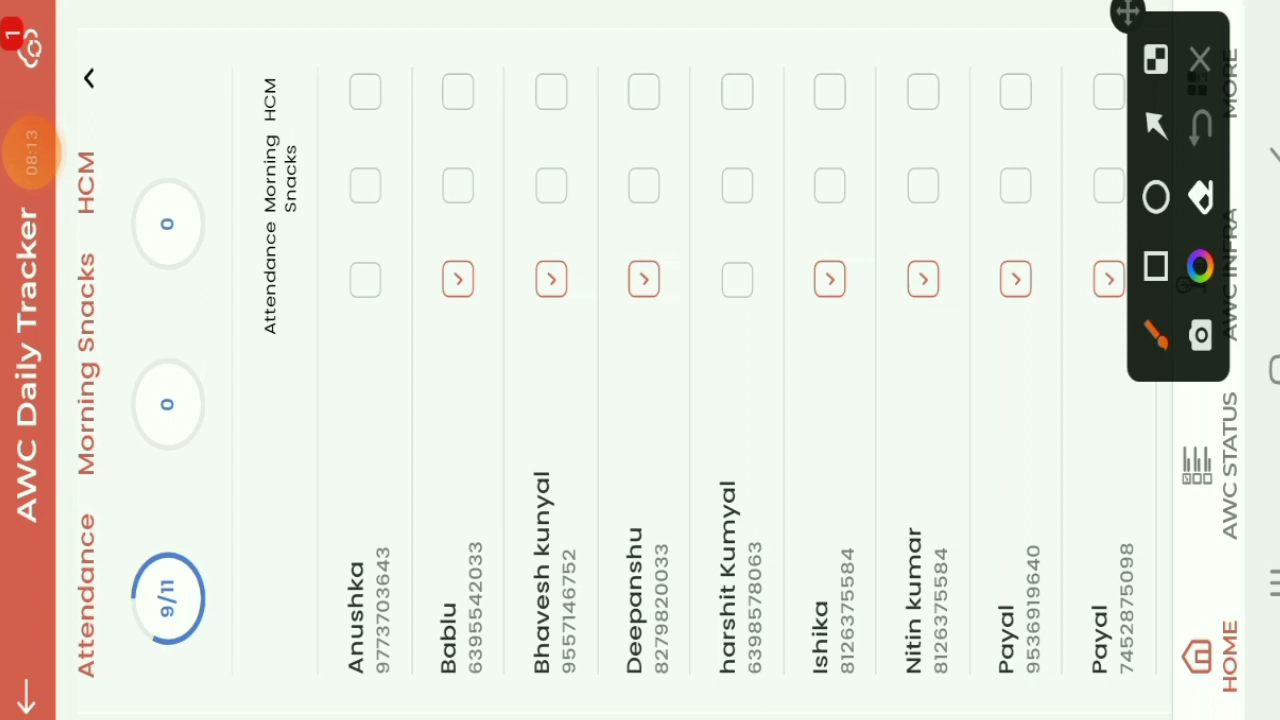 AWC Daily Tracker
1
08:13
Attendance Morning Snacks HCM
9/11 0 0
Attendance Morning Snacks HCM
Anushka
9773703643
Bablu
6395542033
Bhavesh kunyal
9557146752
Deepanshu
8279820033
harshit Kumyal
6398578063
Ishika
8126375584
Nitin kumar
8126375584
Payal
9536919640
Payal
7452875098
HOME AWC STATUS AWC INFRA MORE